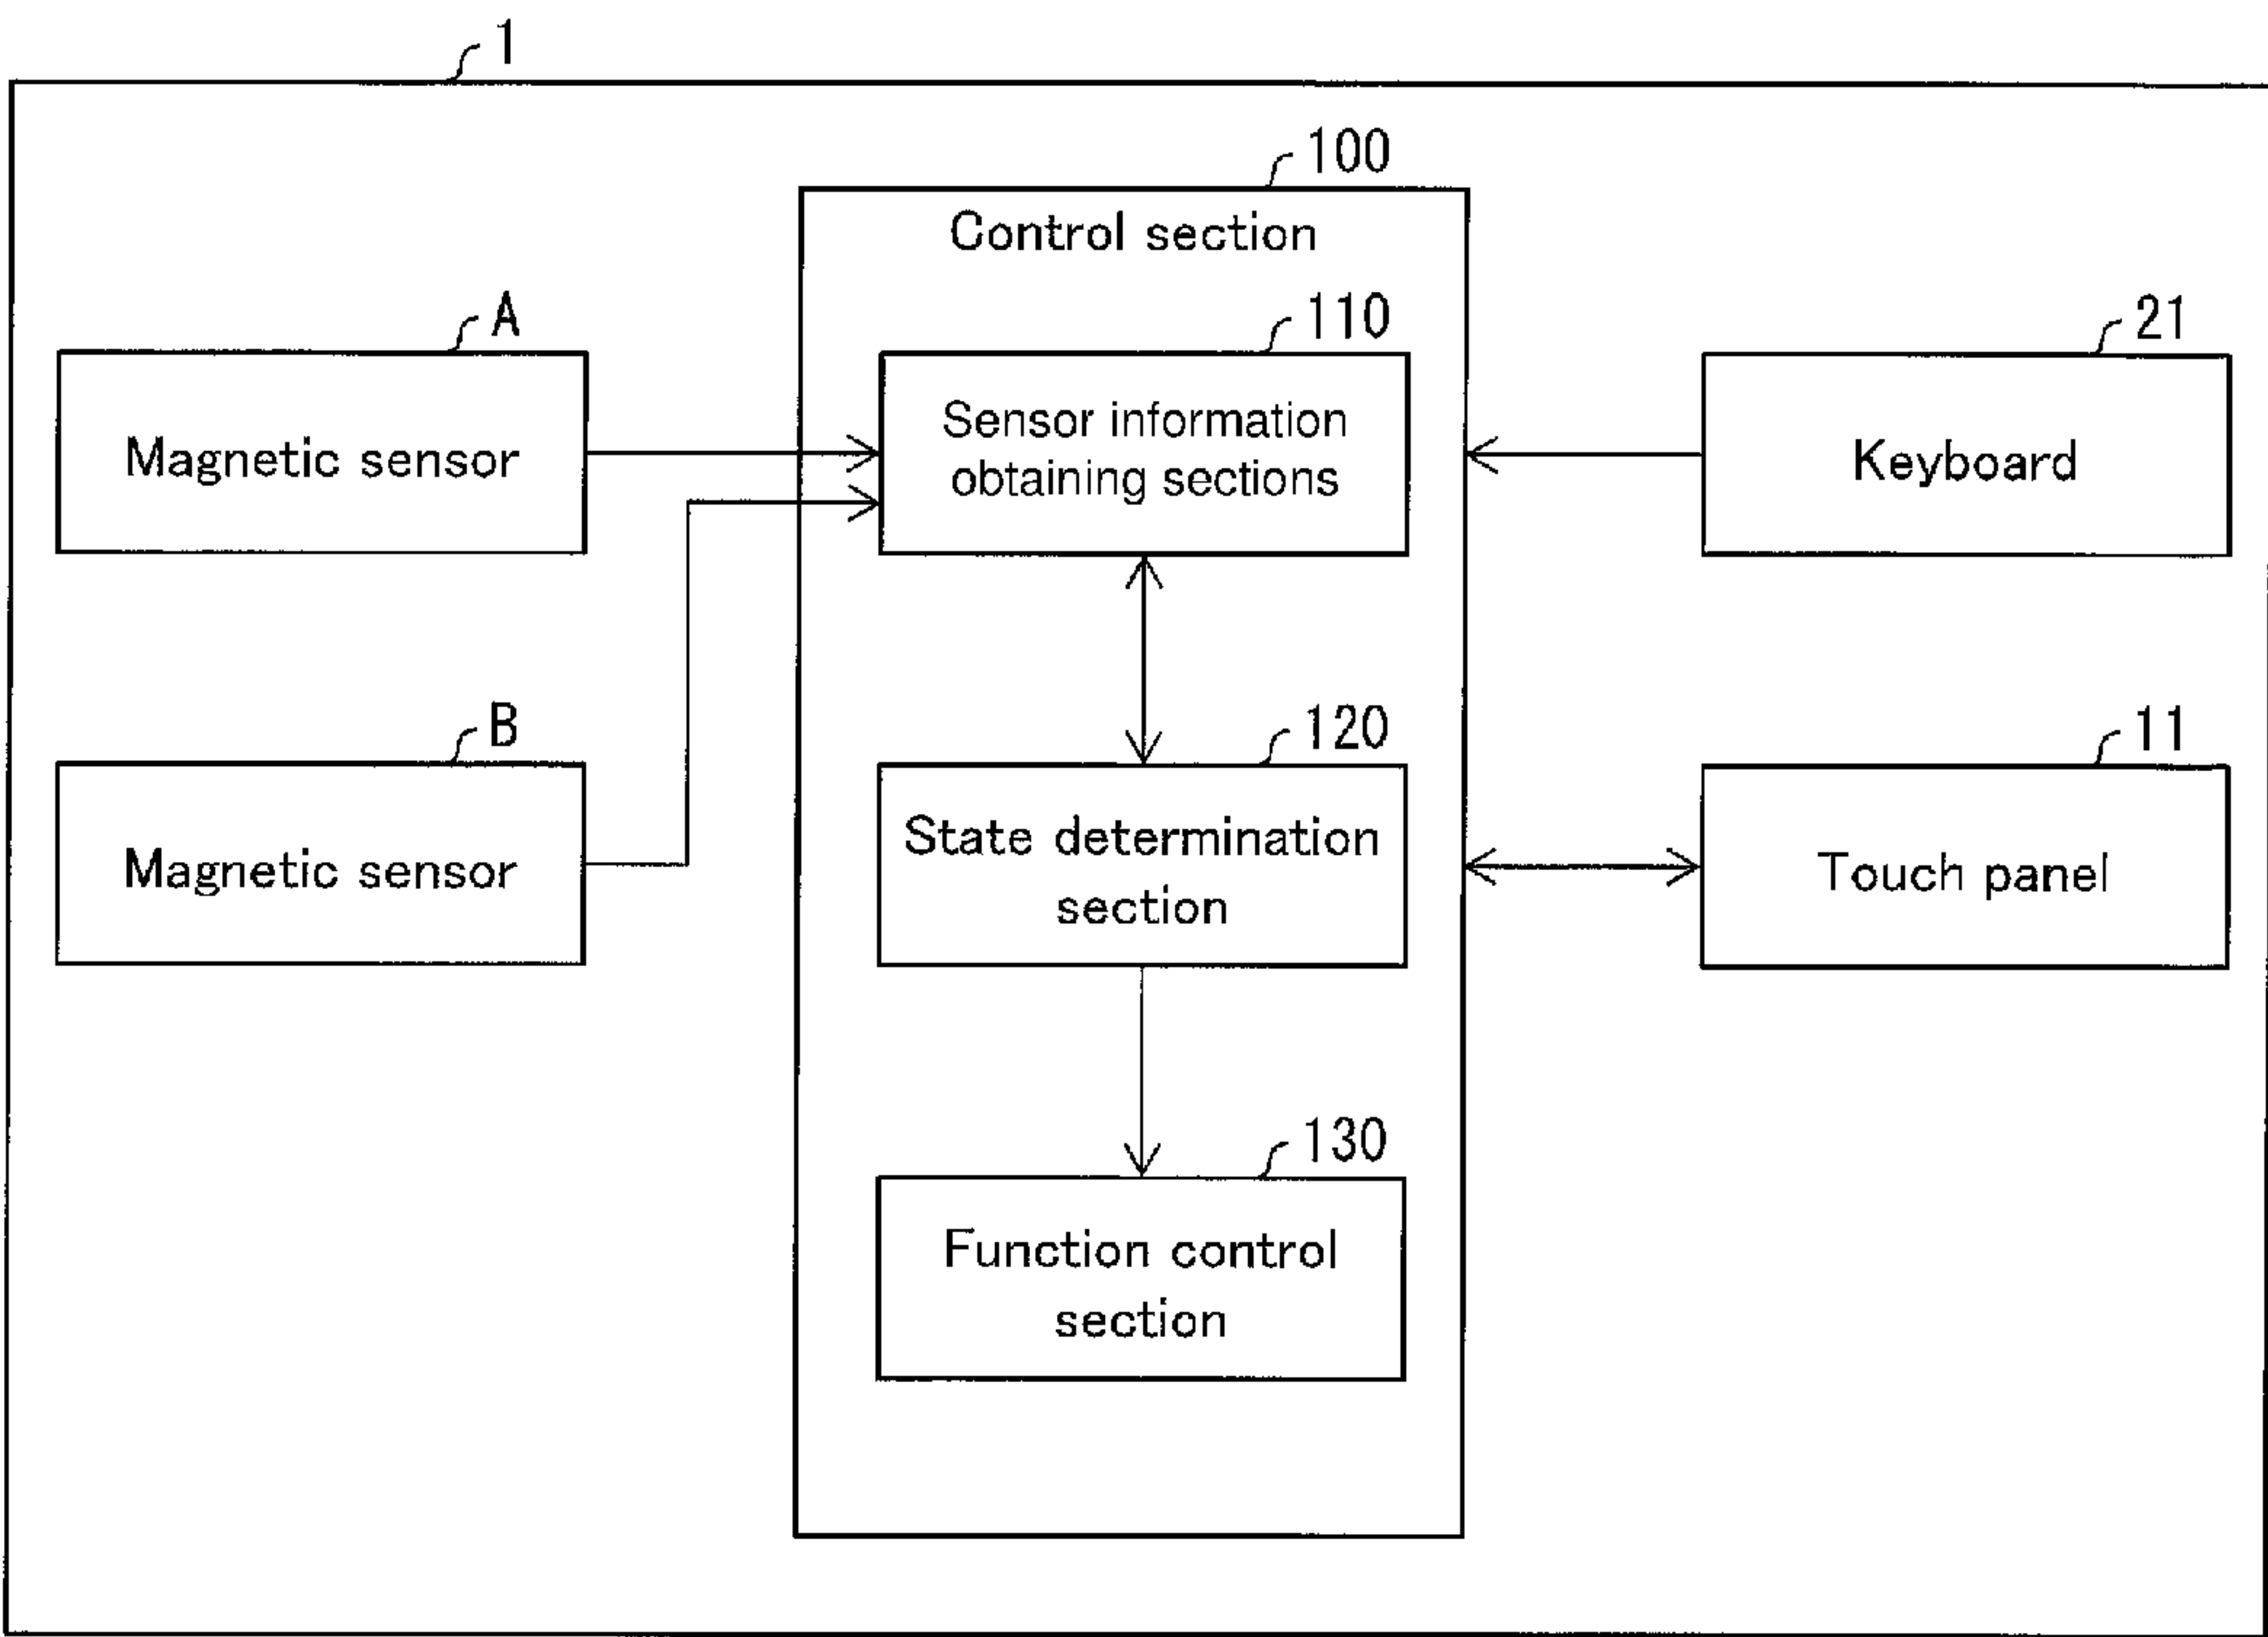 1
100
Control section
A
Magnetic sensor
110
Sensor information
obtaining sections
21
Keyboard
B
Magnetic sensor
120
State determination
section
11
Touch panel
130
Function control
section